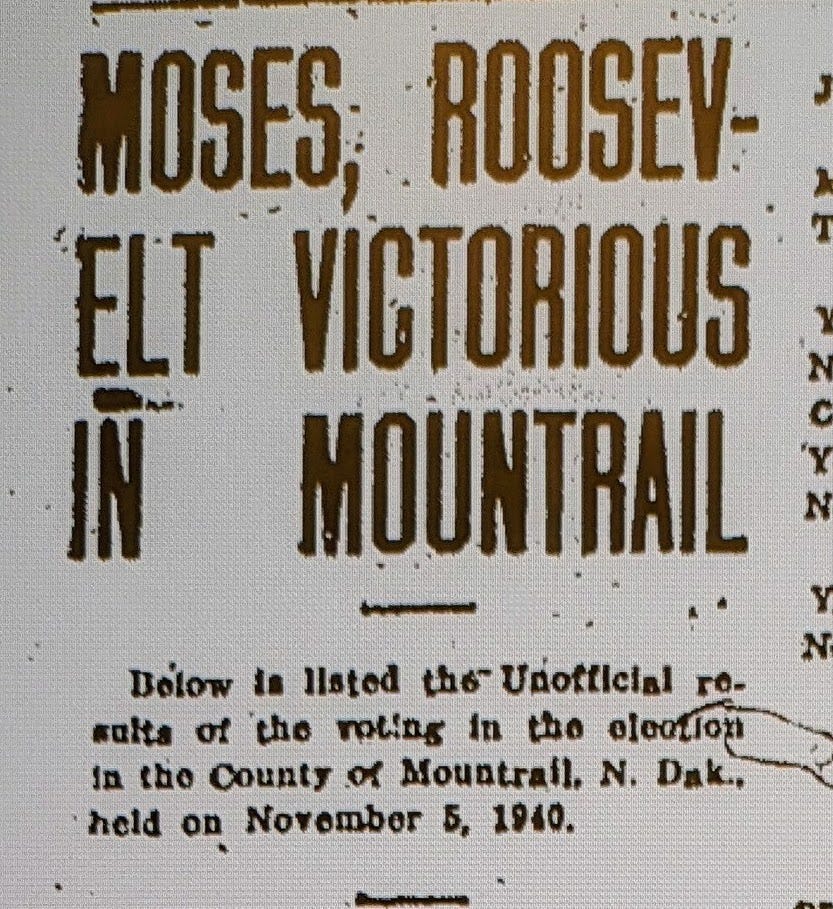 MOSES, ROOSEV-
ELT VICTORIOUS
IN MOUNTRAIL
Below is listed the Unofficial re-
sults of the voting in the election
in the County of Mountrail, N. Dak.,
held on November 5, 1940.